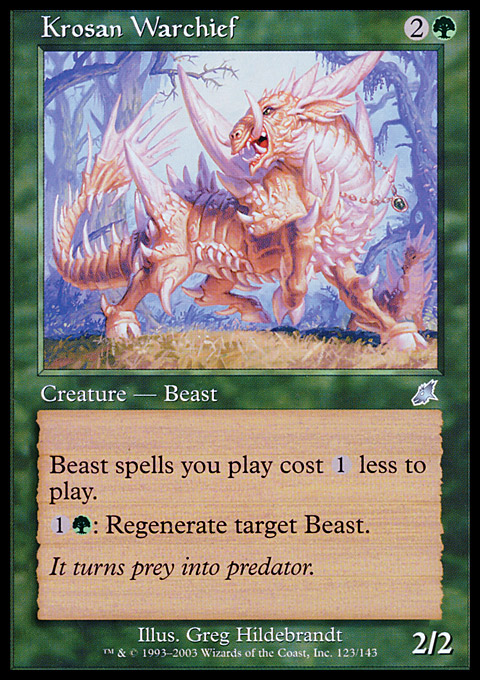 Krosan Warchief 2
Creature — Beast
Beast spells you play cost 1 less to
play.
1 : Regenerate target Beast.
It turns prey into predator.
Illus. Greg Hildebrandt
2/2
™ & © 1993–2003 Wizards of the Coast, Inc. 123/143